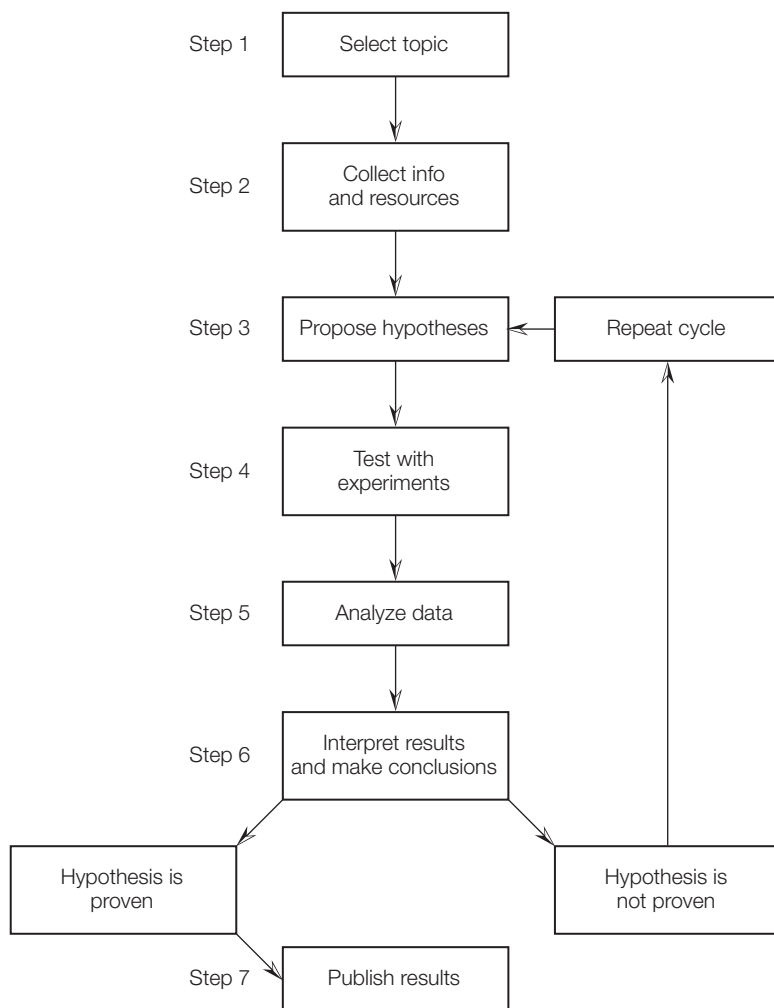 Step 1
Select topic
Step 2
Collect info
and resources
Step 3
Propose hypotheses
Repeat cycle
Step 4
Test with
experiments
Step 5
Analyze data
Step 6
Interpret results
and make conclusions
Hypothesis is
proven
Hypothesis is
not proven
Step 7
Publish results